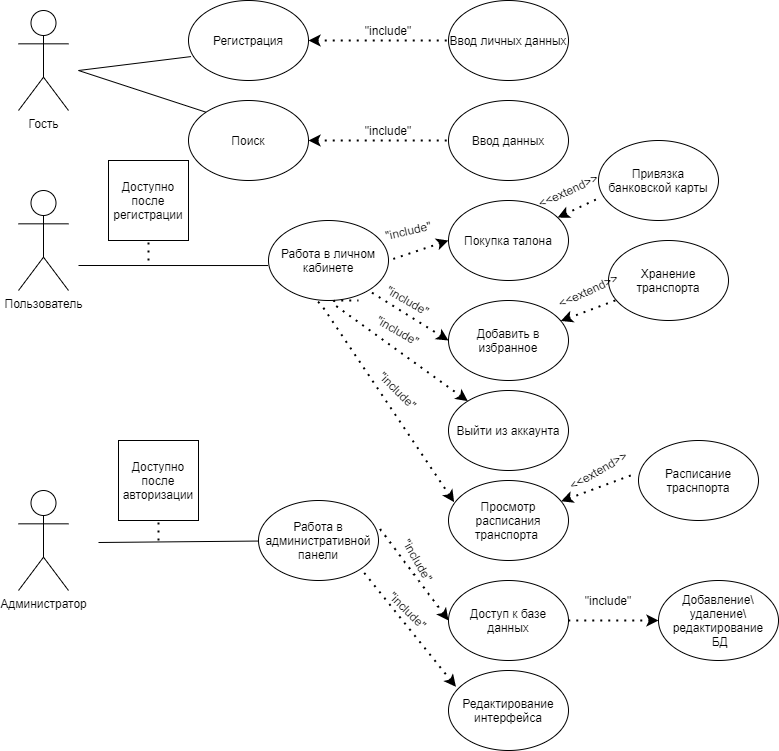 Регистрация
"include"
Ввод личных данных
Гость
Поиск
"include"
Ввод данных
Доступно
после
регистрации
Привязка
банковской карты
<<extend>>
Пользователь
Работа в личном
кабинете
"include"
Покупка талона
Хранение
транспорта
<<extend>>
"include"
Добавить в
избранное
"include"
Выйти из аккаунта
"include"
Доступно
после
авторизации
<<extend>>
Расписание
траснпорта
Просмотр
расписания
транспорта
Администратор
Работа в
административной
панели
"include"
Доступ к базе
данных
"include"
Добавление\
удаление\
редактирование
БД
"include"
Редактирование
интерфейса